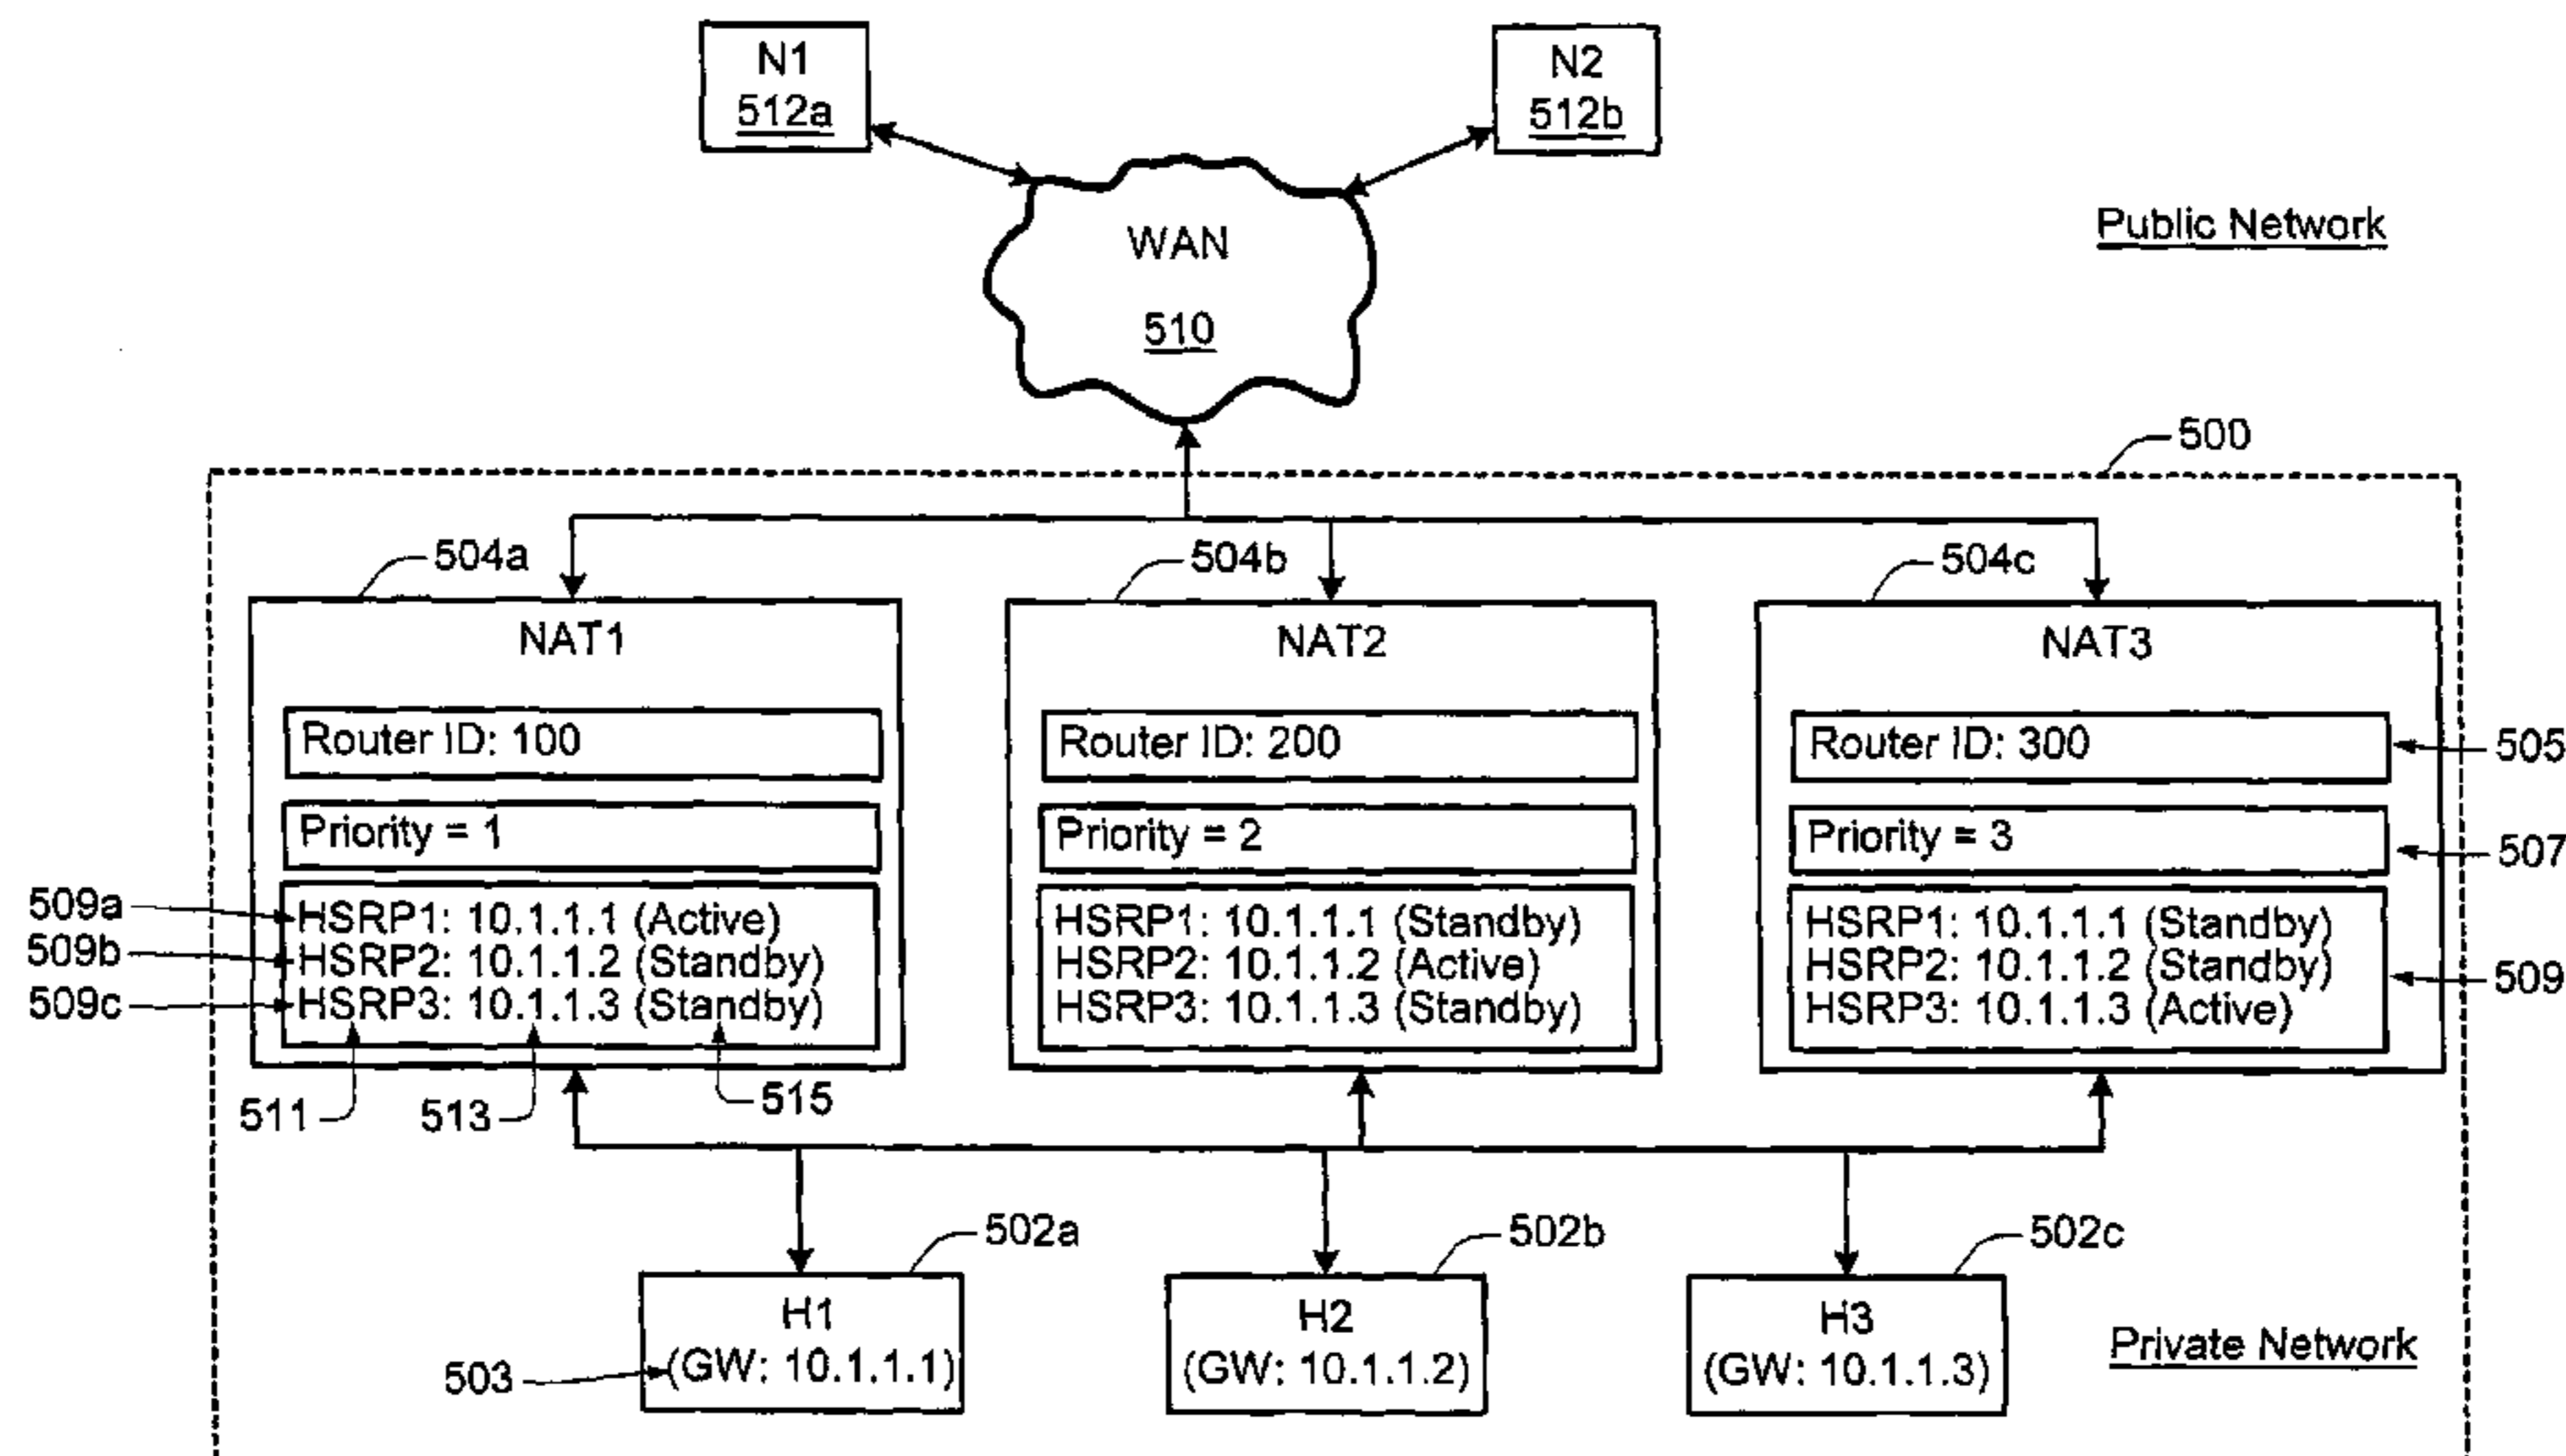 N1
512a
N2
512b
WAN
510
Public Network
500
504a
504b
504c
NAT1
NAT2
NAT3
Router ID: 100
Router ID: 200
Router ID: 300
505
Priority = 1
Priority = 2
Priority = 3
507
509a
HSRP1: 10.1.1.1 (Active)
509b
HSRP2: 10.1.1.2 (Standby)
509c
HSRP3: 10.1.1.3 (Standby)
HSRP1: 10.1.1.1 (Standby)
HSRP2: 10.1.1.2 (Active)
HSRP3: 10.1.1.3 (Standby)
HSRP1: 10.1.1.1 (Standby)
HSRP2: 10.1.1.2 (Standby)
HSRP3: 10.1.1.3 (Active)
509
511
513
515
502a
502b
502c
H1
(GW: 10.1.1.1)
503
H2
(GW: 10.1.1.2)
H3
(GW: 10.1.1.3)
Private Network